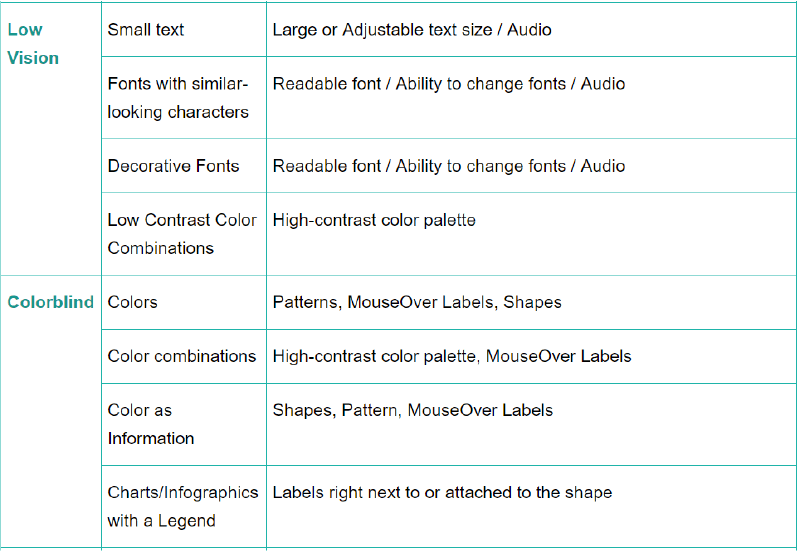 Low
Vision
Small text
Large or Adjustable text size / Audio
Fonts with similar-
looking characters
Readable font / Ability to change fonts / Audio
Decorative Fonts
Readable font / Ability to change fonts / Audio
Low Contrast Color
Combinations
High-contrast color palette
Colorblind
Colors
Patterns, MouseOver Labels, Shapes
Color combinations
High-contrast color palette, MouseOver Labels
Color as
Information
Shapes, Pattern, MouseOver Labels
Charts/Infographics
with a Legend
Labels right next to or attached to the shape